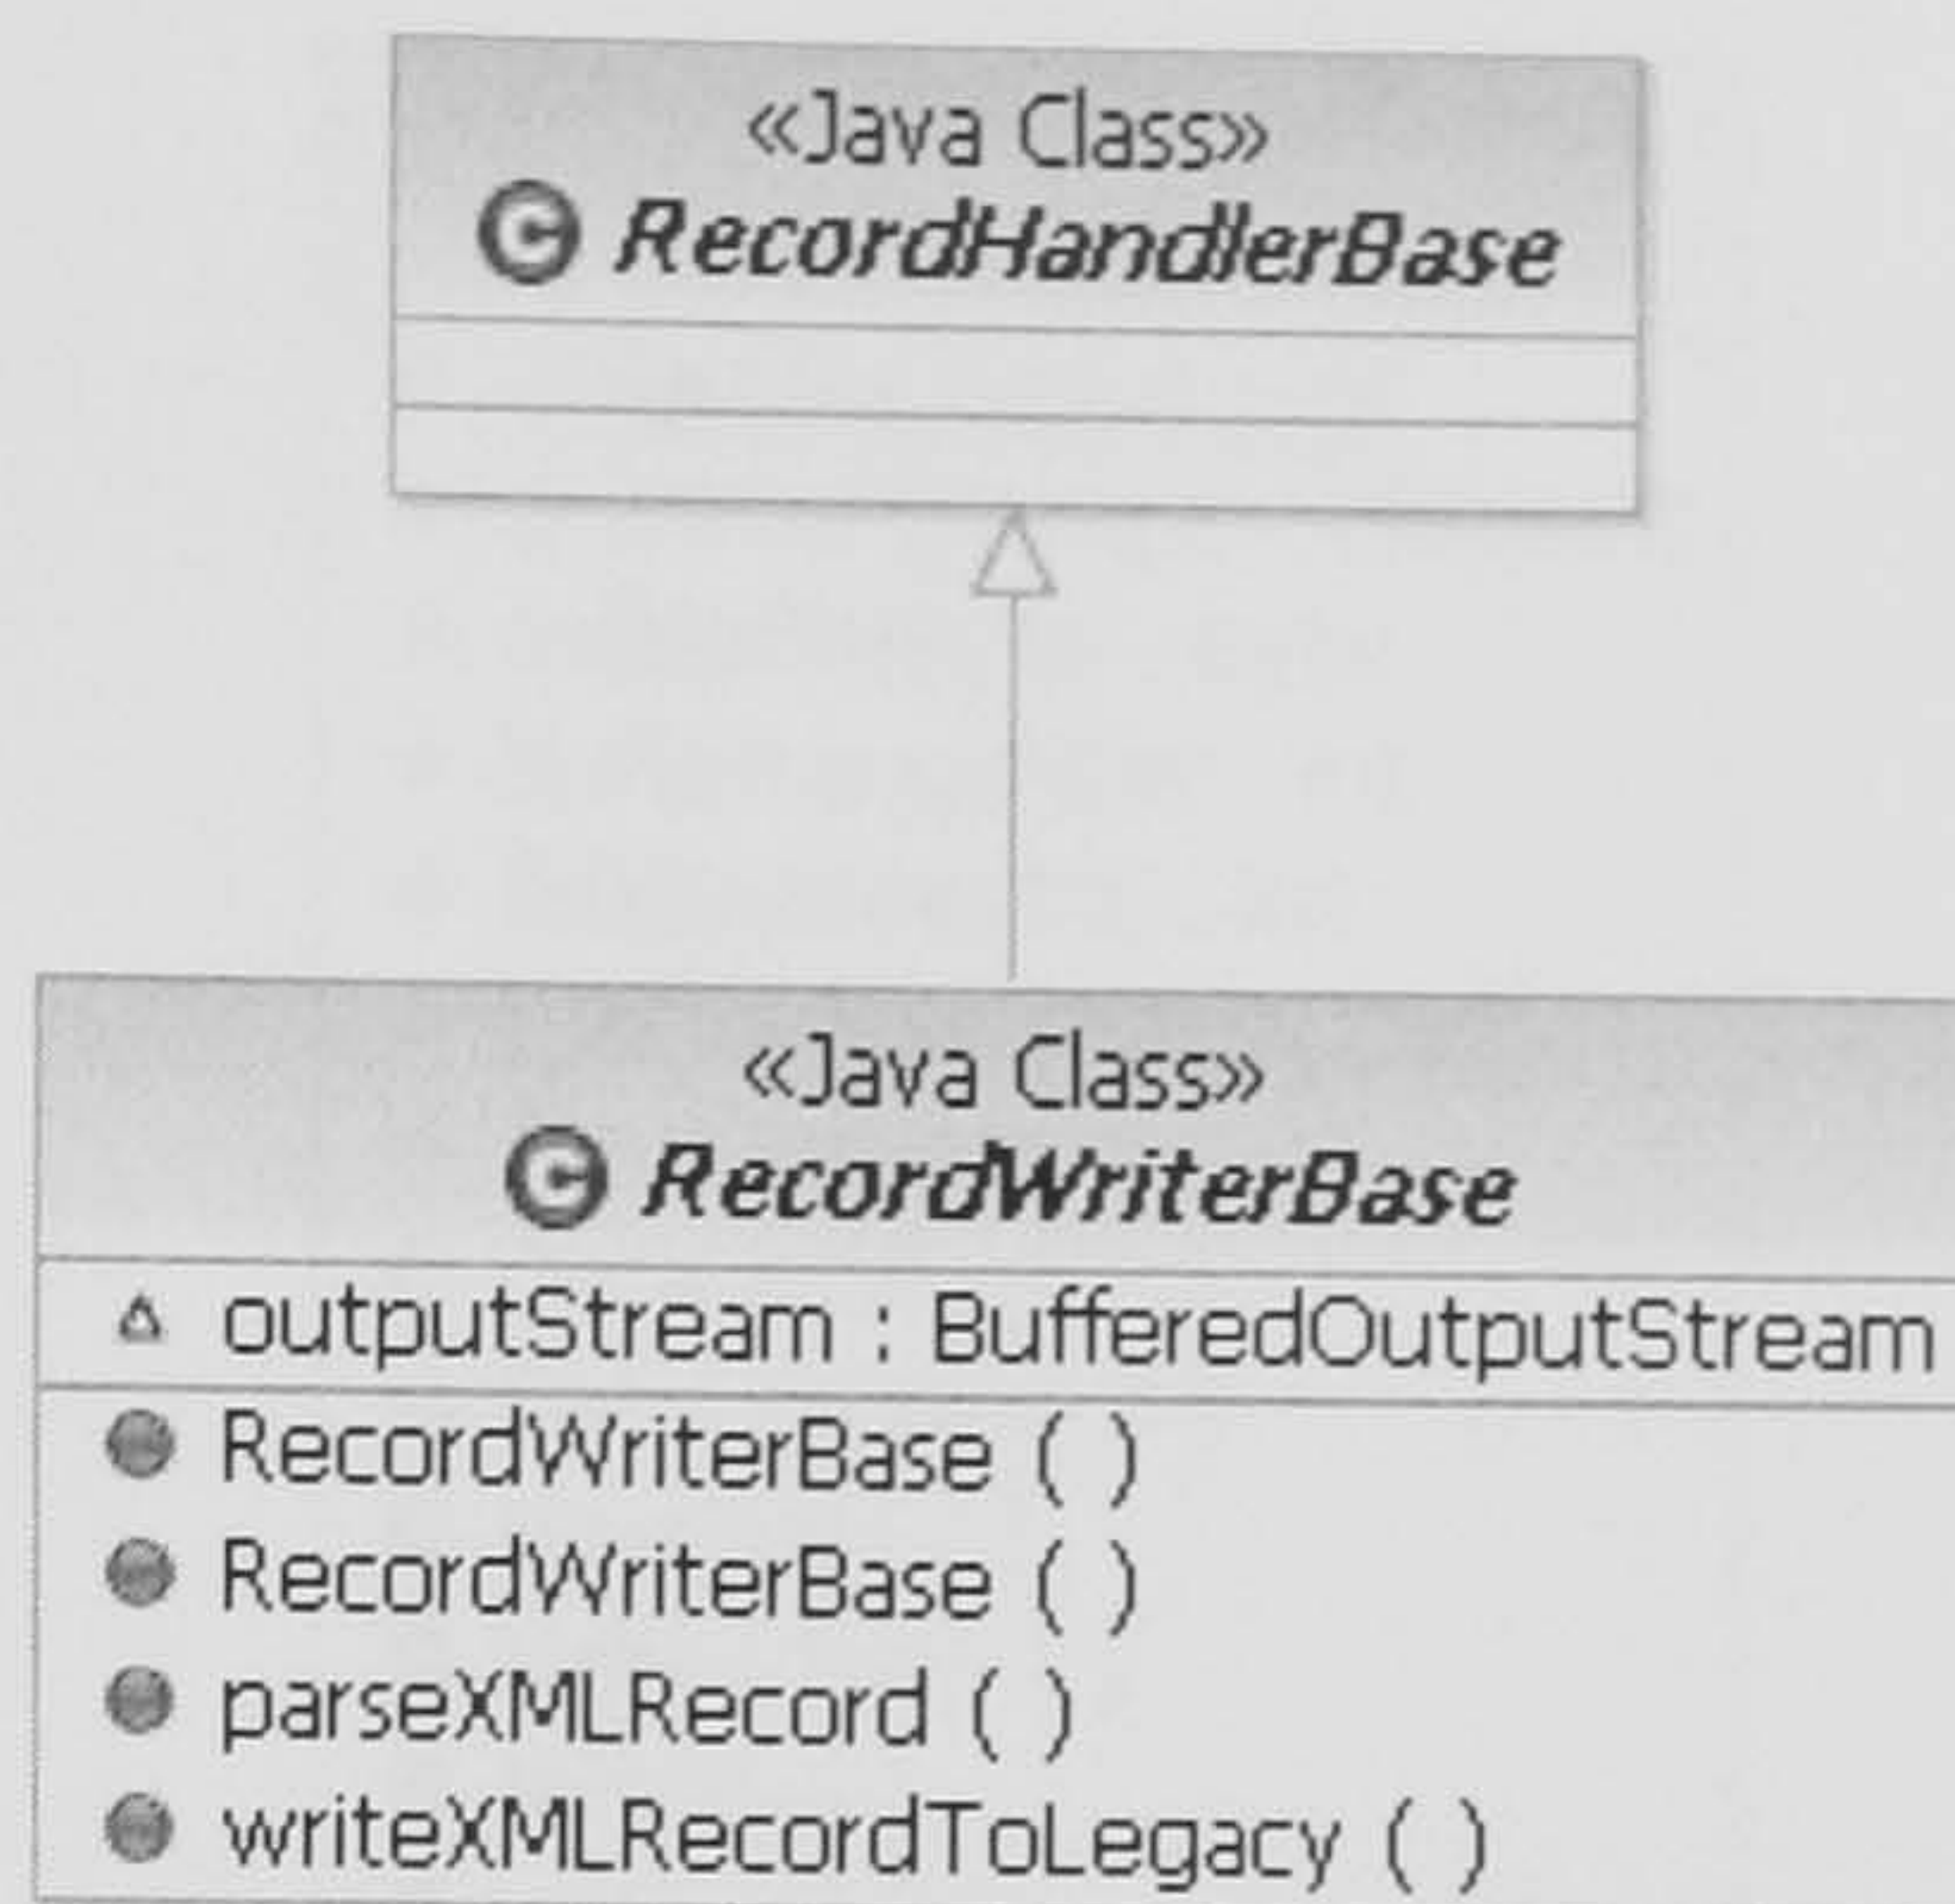 «Java Class»
RecordHandlerBase
«Java Class»
RecordWriterBase
outputStream : BufferedOutputStream
RecordWriterBase ( )
RecordWriterBase ( )
parseXMLRecord ( )
writeXMLRecordToLegacy ( )